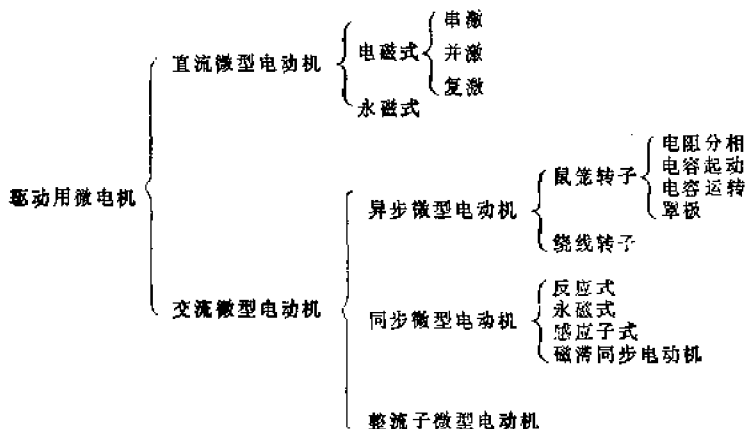 串激
电磁式
并激
直流微型电动机
复激
永磁式
电阻分相
鼠笼转子
电容起动
电容运转
驱动用微电机
异步微型电动机
罩极
绕线转子
反应式
交流微型电动机
同步微型电动机
永磁式
感应子式
磁滞同步电动机
整流子微型电动机